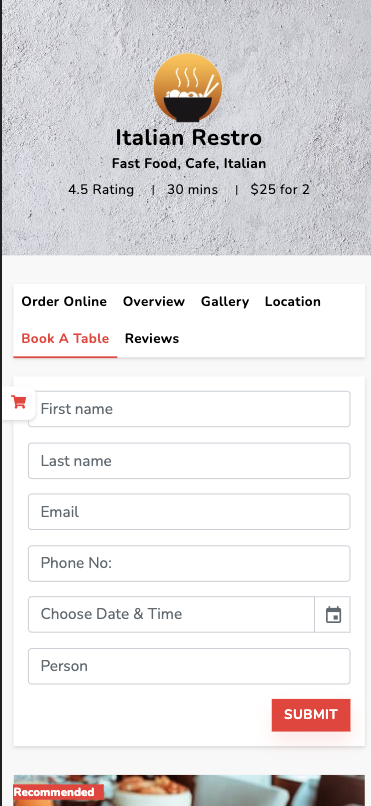 Italian Restro
Fast Food, Cafe, Italian
4.5 Rating | 30 mins | $25 for 2
Order Online Overview Gallery Location
Book A Table Reviews
First name
Last name
Email
Phone No:
Choose Date & Time
Person
SUBMIT
Recommended